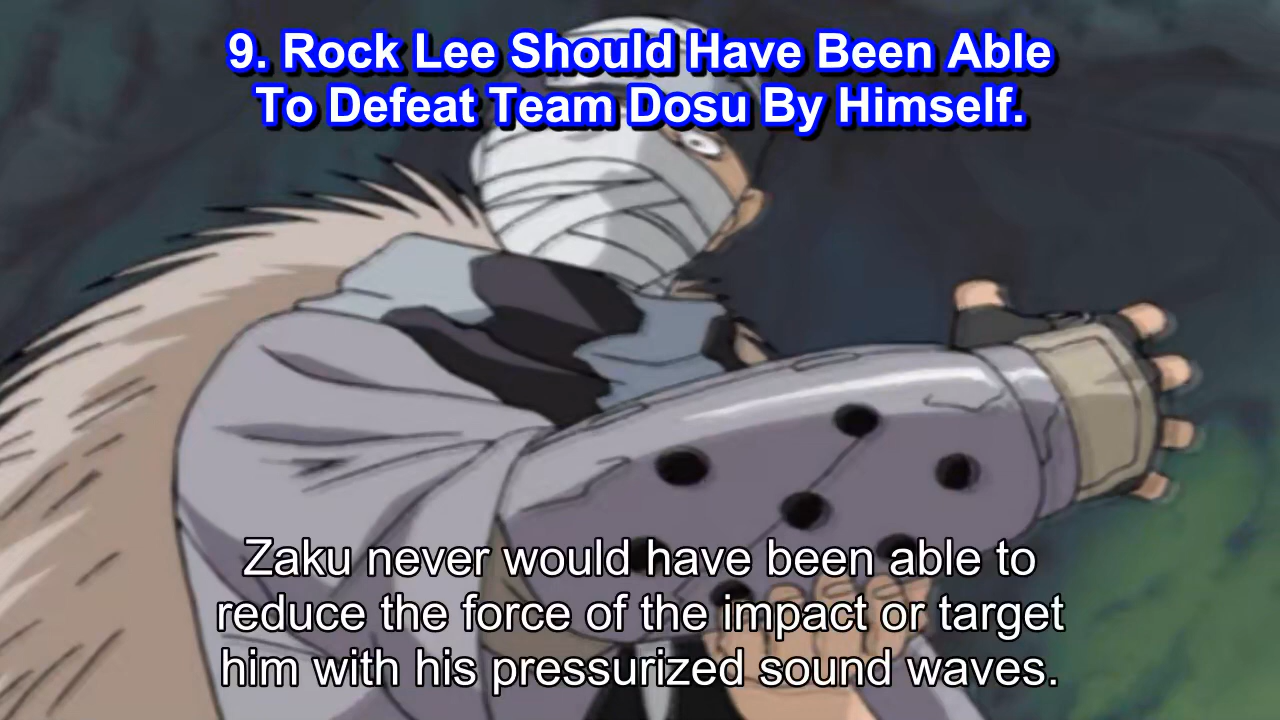 9. Rock Lee Should Have Been Able
To Defeat Team Dosu By Himself.
Zaku never would have been able to
reduce the force of the impact or target
him with his pressurized sound waves.